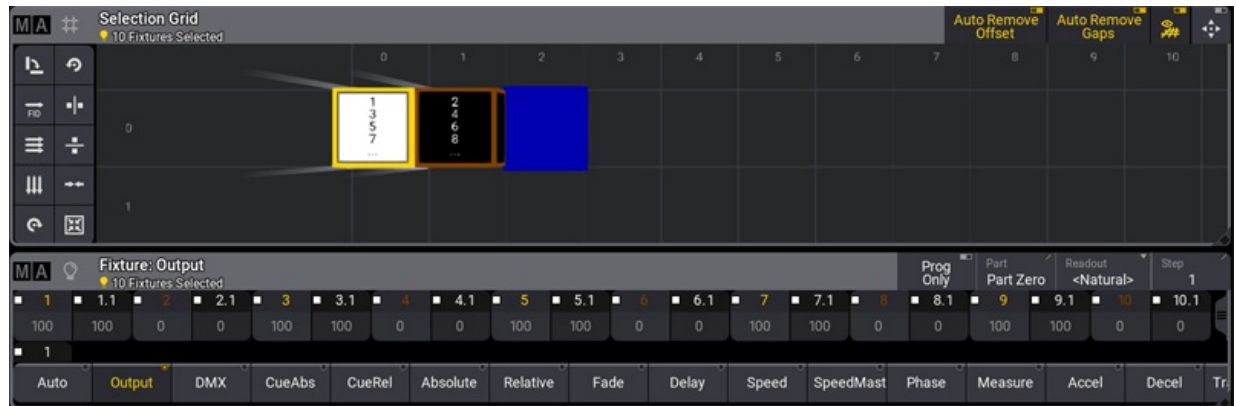 MA Selection Grid
10 Fixtures Selected
Auto Remove Offset
Auto Remove Gaps
0 1 2 3 4 5 6 7 8 9 10
FID
0
1
3
5
7
...
2
4
6
8
...
1
MA Fixture: Output
10 Fixtures Selected
Prog Only
Part
Part Zero
Readout
<Natural>
Step
1
1 1.1 2 2.1 3 3.1 4 4.1 5 5.1 6 6.1 7 7.1 8 8.1 9 9.1 10 10.1
100 100 0 0 100 100 0 0 100 100 0 0 100 100 0 0 100 100 0 0
1
Auto Output DMX CueAbs CueRel Absolute Relative Fade Delay Speed SpeedMast Phase Measure Accel Decel